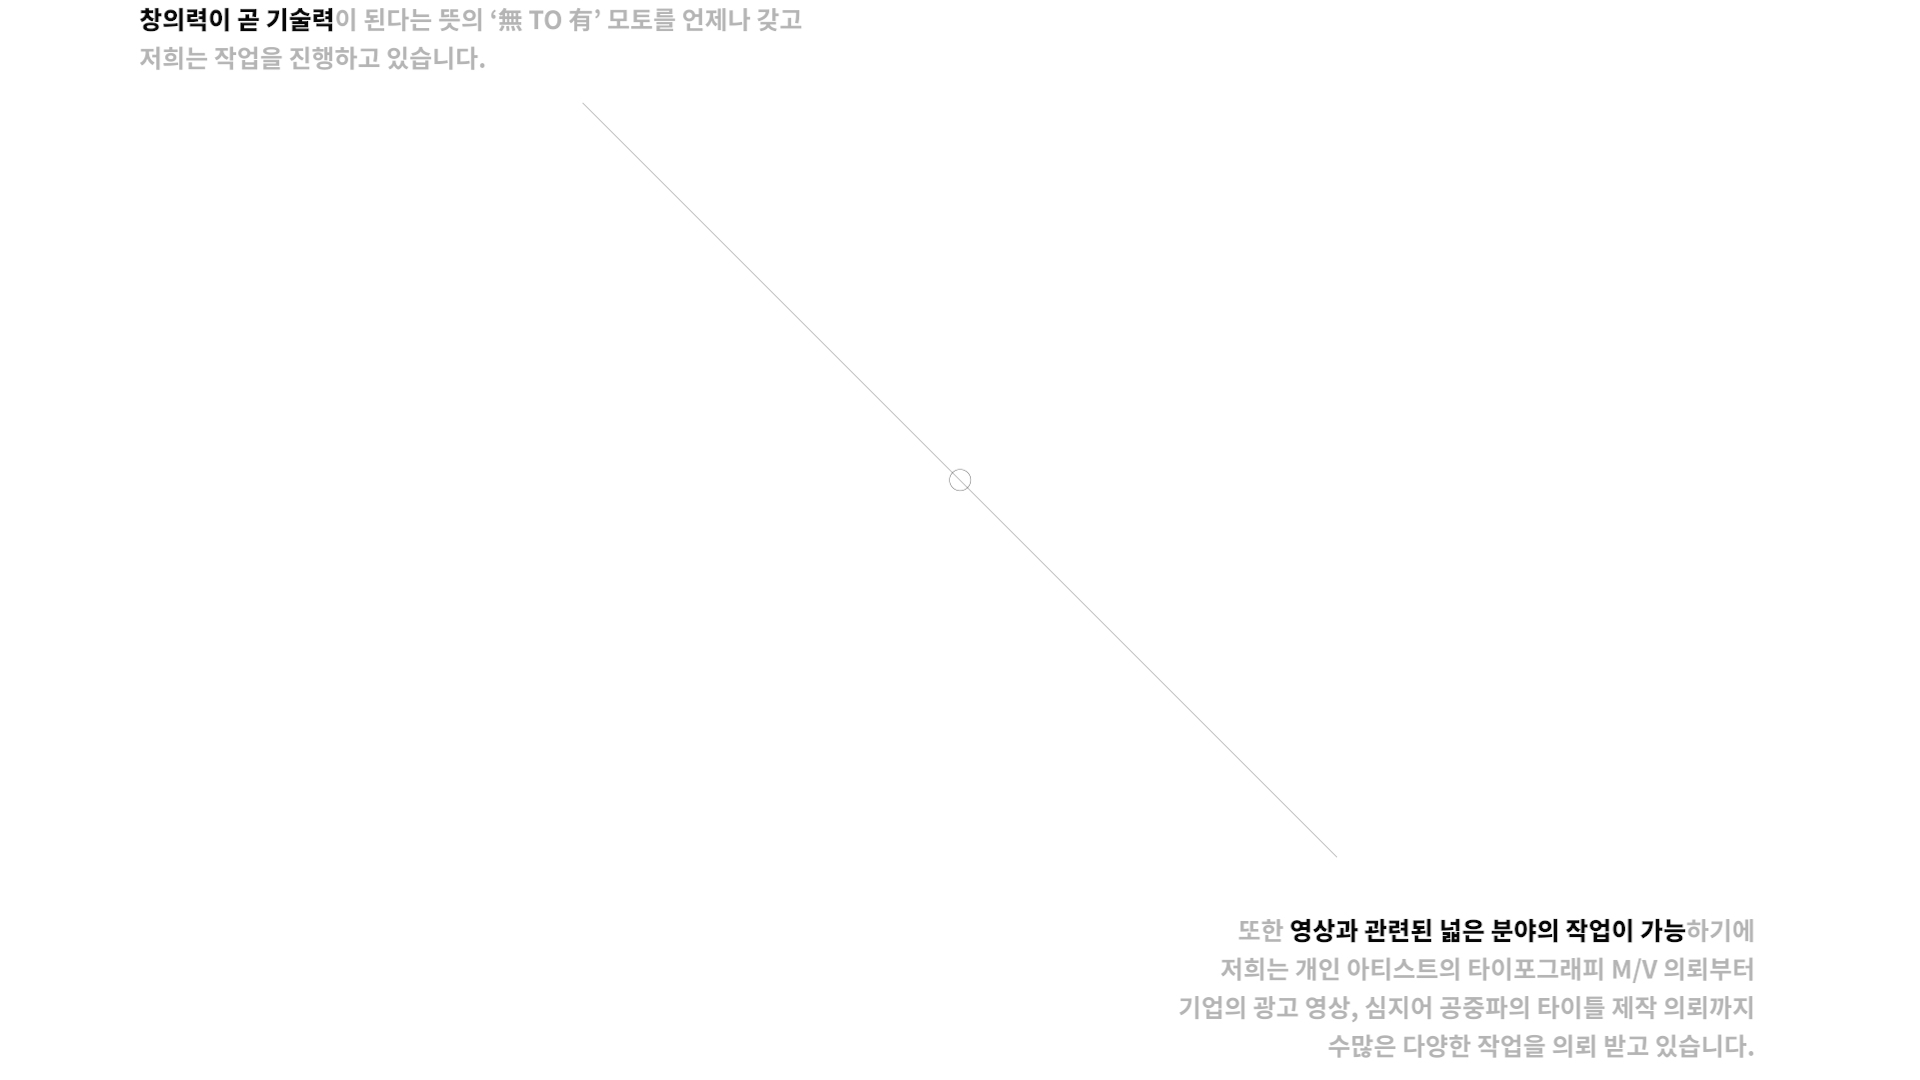 창의력이 곧 기술력이 된다는 뜻의 ‘無 TO 有’ 모토를 언제나 갖고
저희는 작업을 진행하고 있습니다.
또한 영상과 관련된 넓은 분야의 작업이 가능하기에
저희는 개인 아티스트의 타이포그래피 M/V 의뢰부터
기업의 광고 영상, 심지어 공중파의 타이틀 제작 의뢰까지
수많은 다양한 작업을 의뢰 받고 있습니다.